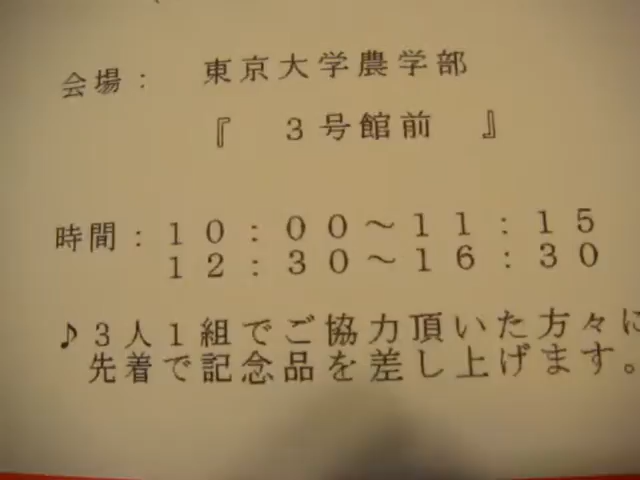 会場： 東京大学農学部
『 ３号館前 』
時間：１０：００～１１：１５
１２：３０～１６：３０
♪３人１組でご協力頂いた方々に
先着で記念品を差し上げます。